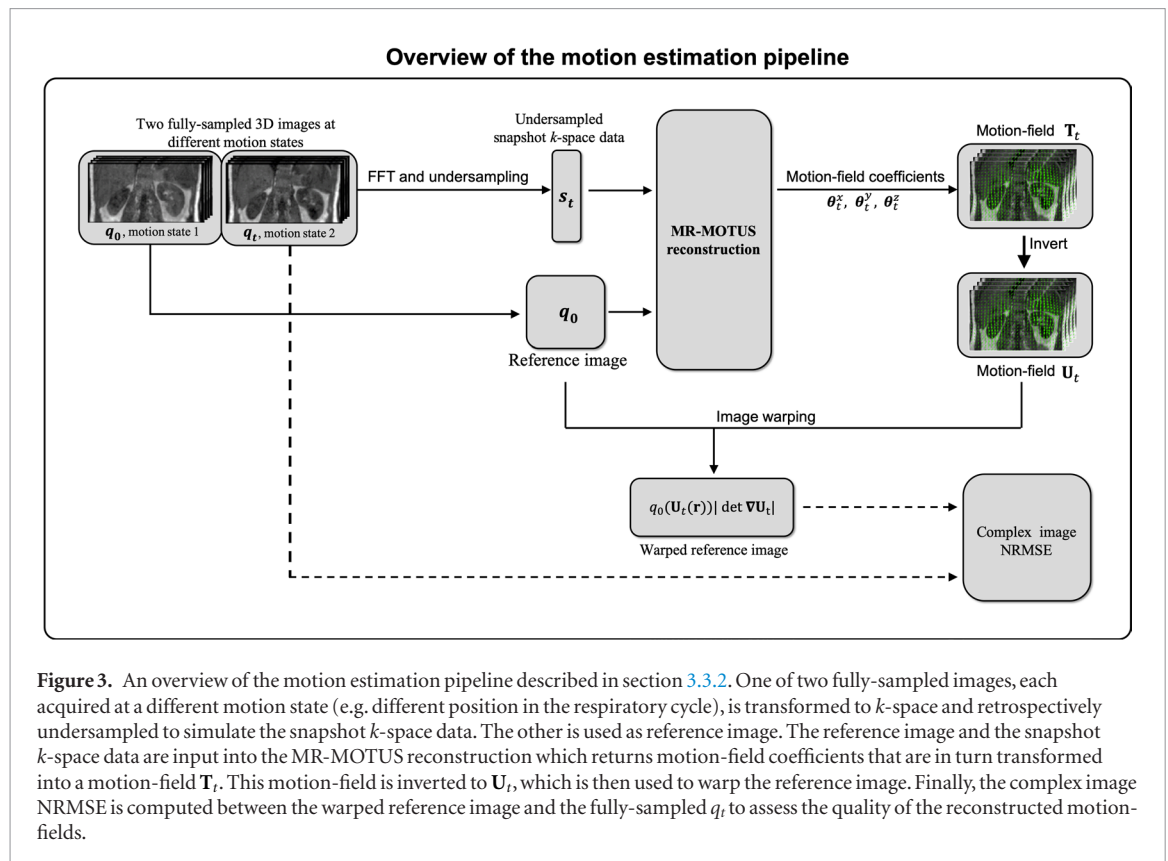 Overview of the motion estimation pipeline
Two fully-sampled 3D images at
different motion states
q₀, motion state 1
qₜ, motion state 2
FFT and undersampling
Undersampled
snapshot k-space data
sₜ
q₀
Reference image
MR-MOTUS
reconstruction
Motion-field coefficients
θₜˣ, θₜʸ, θₜᶻ
Motion-field Tₜ
Invert
Motion-field Uₜ
Image warping
q₀(Uₜ(r))| det ∇Uₜ|
Warped reference image
Complex image
NRMSE
Figure 3. An overview of the motion estimation pipeline described in section 3.3.2. One of two fully-sampled images, each
acquired at a different motion state (e.g. different position in the respiratory cycle), is transformed to k-space and retrospectively
undersampled to simulate the snapshot k-space data. The other is used as reference image. The reference image and the snapshot
k-space data are input into the MR-MOTUS reconstruction which returns motion-field coefficients that are in turn transformed
into a motion-field Tₜ. This motion-field is inverted to Uₜ, which is then used to warp the reference image. Finally, the complex image
NRMSE is computed between the warped reference image and the fully-sampled qₜ to assess the quality of the reconstructed motion-
fields.